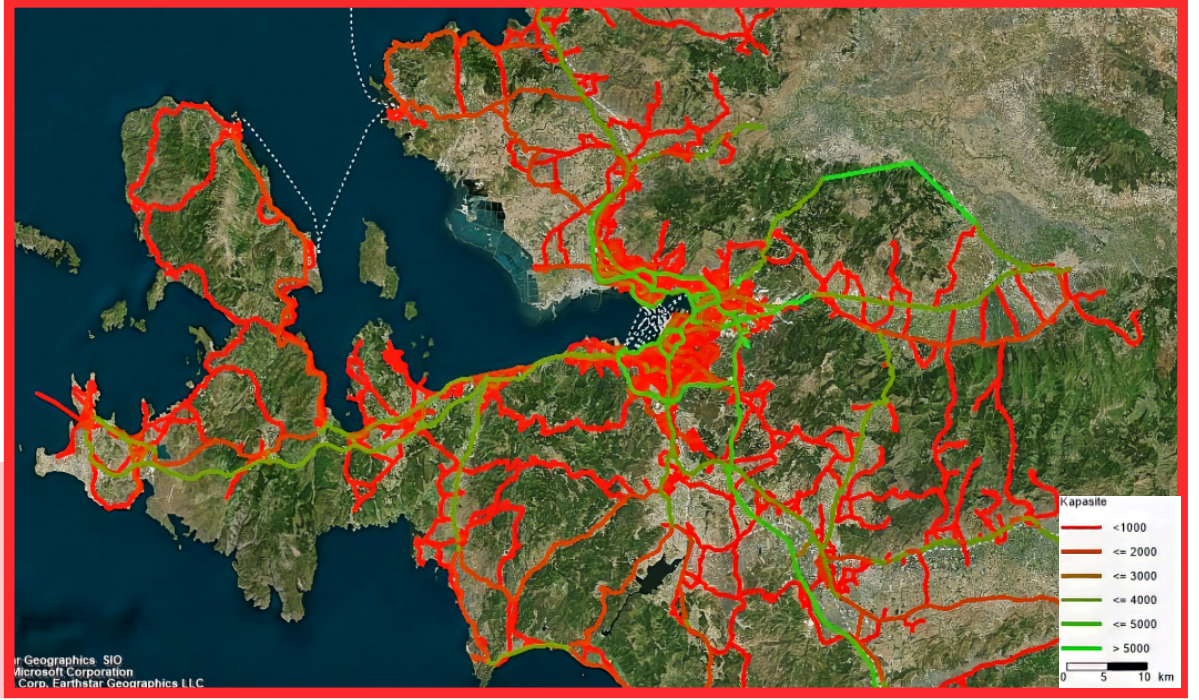 Kapasite
<1000
<= 2000
<= 3000
<= 4000
<= 5000
> 5000
0 5 10 km
r Geographics SIO
Microsoft Corporation
Corp. Earthstar Geographics LLC